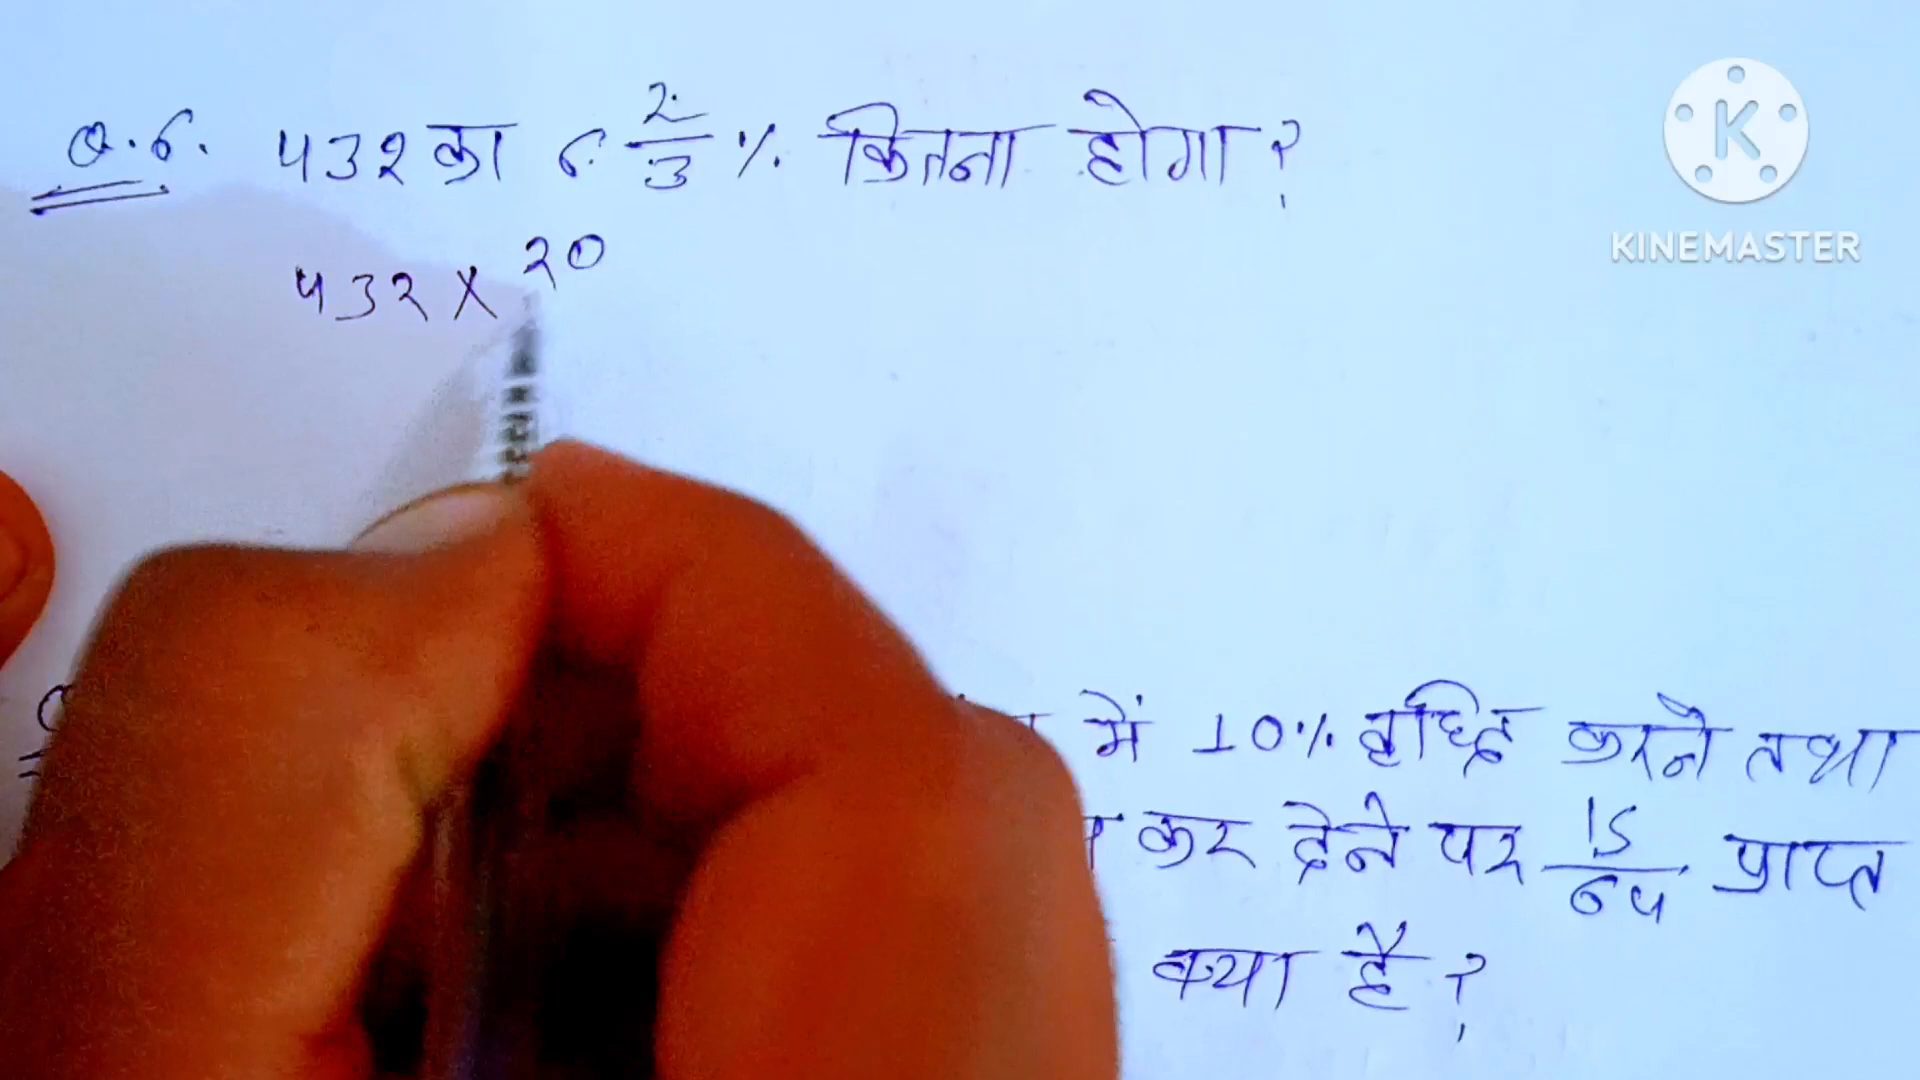 Q.6. 432 का 6 2/3 % कितना होगा?
432 × 20
में 10% वृध्दि करने तथा
कर देने पर 15/64 प्राप्त
क्या है?
K
KINEMASTER